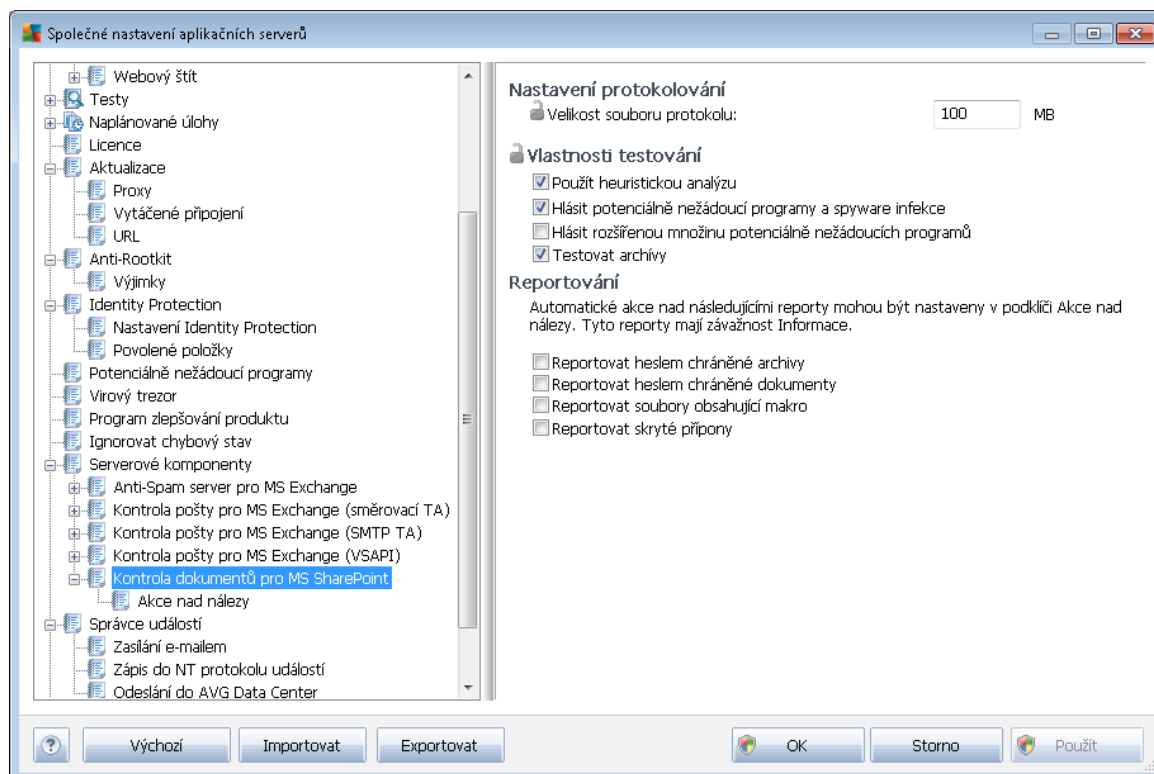 Společné nastavení aplikačních serverů
Webový štít
Testy
Naplánované úlohy
Licence
Aktualizace
Proxy
Vytáčené připojení
URL
Anti-Rootkit
Výjimky
Identity Protection
Nastavení Identity Protection
Povolené položky
Potenciálně nežádoucí programy
Virový trezor
Program zlepšování produktu
Ignorovat chybový stav
Serverové komponenty
Anti-Spam server pro MS Exchange
Kontrola pošty pro MS Exchange (směrovací TA)
Kontrola pošty pro MS Exchange (SMTP TA)
Kontrola pošty pro MS Exchange (VSAPI)
Kontrola dokumentů pro MS SharePoint
Akce nad nálezy
Správce událostí
Zasílání e-mailem
Zápis do NT protokolu událostí
Odeslání do AVG Data Center
Nastavení protokolování
Velikost souboru protokolu: 100 MB
Vlastnosti testování
Použít heuristickou analýzu
Hlásit potenciálně nežádoucí programy a spyware infekce
Hlásit rozšířenou množinu potenciálně nežádoucích programů
Testovat archívy
Reportování
Automatické akce nad následujícími reporty mohou být nastaveny v podklíči Akce nad
nálezy. Tyto reporty mají závažnost Informace.
Reportovat heslem chráněné archivy
Reportovat heslem chráněné dokumenty
Reportovat soubory obsahující makro
Reportovat skryté přípony
? Výchozí Importovat Exportovat OK Storno Použít